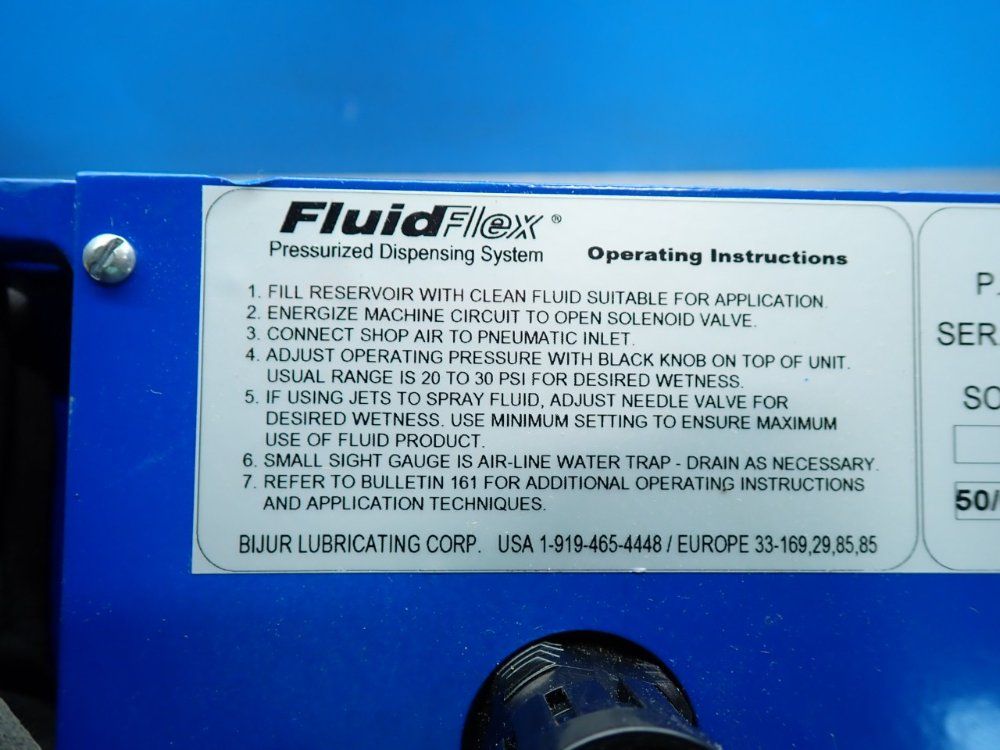 FluidFlex®
Pressurized Dispensing System
Operating Instructions
1. FILL RESERVOIR WITH CLEAN FLUID SUITABLE FOR APPLICATION.
2. ENERGIZE MACHINE CIRCUIT TO OPEN SOLENOID VALVE.
3. CONNECT SHOP AIR TO PNEUMATIC INLET.
4. ADJUST OPERATING PRESSURE WITH BLACK KNOB ON TOP OF UNIT.
USUAL RANGE IS 20 TO 30 PSI FOR DESIRED WETNESS.
5. IF USING JETS TO SPRAY FLUID, ADJUST NEEDLE VALVE FOR
DESIRED WETNESS. USE MINIMUM SETTING TO ENSURE MAXIMUM
USE OF FLUID PRODUCT.
6. SMALL SIGHT GAUGE IS AIR-LINE WATER TRAP - DRAIN AS NECESSARY.
7. REFER TO BULLETIN 161 FOR ADDITIONAL OPERATING INSTRUCTIONS
AND APPLICATION TECHNIQUES.
BIJUR LUBRICATING CORP. USA 1-919-465-4448 / EUROPE 33-169,29,85,85
P.
SER
SO
50/